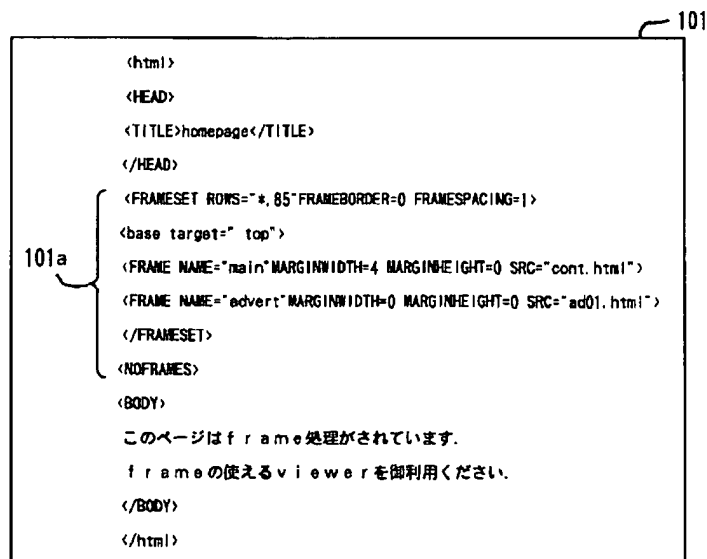 101
<html>
<HEAD>
<TITLE>homepage</TITLE>
</HEAD>
<FRAMESET ROWS="*,85"FRAMEBORDER=0 FRAMESPACING=1>
<base target=" top">
101a
<FRAME NAME="main"MARGINWIDTH=4 MARGINHEIGHT=0 SRC="cont.html">
<FRAME NAME="advert"MARGINWIDTH=0 MARGINHEIGHT=0 SRC="ad01.html">
</FRAMESET>
<NOFRAMES>
<BODY>
このページはｆｒａｍｅ処理がされています.
ｆｒａｍｅの使えるｖｉｅｗｅｒを御利用ください.
</BODY>
</html>